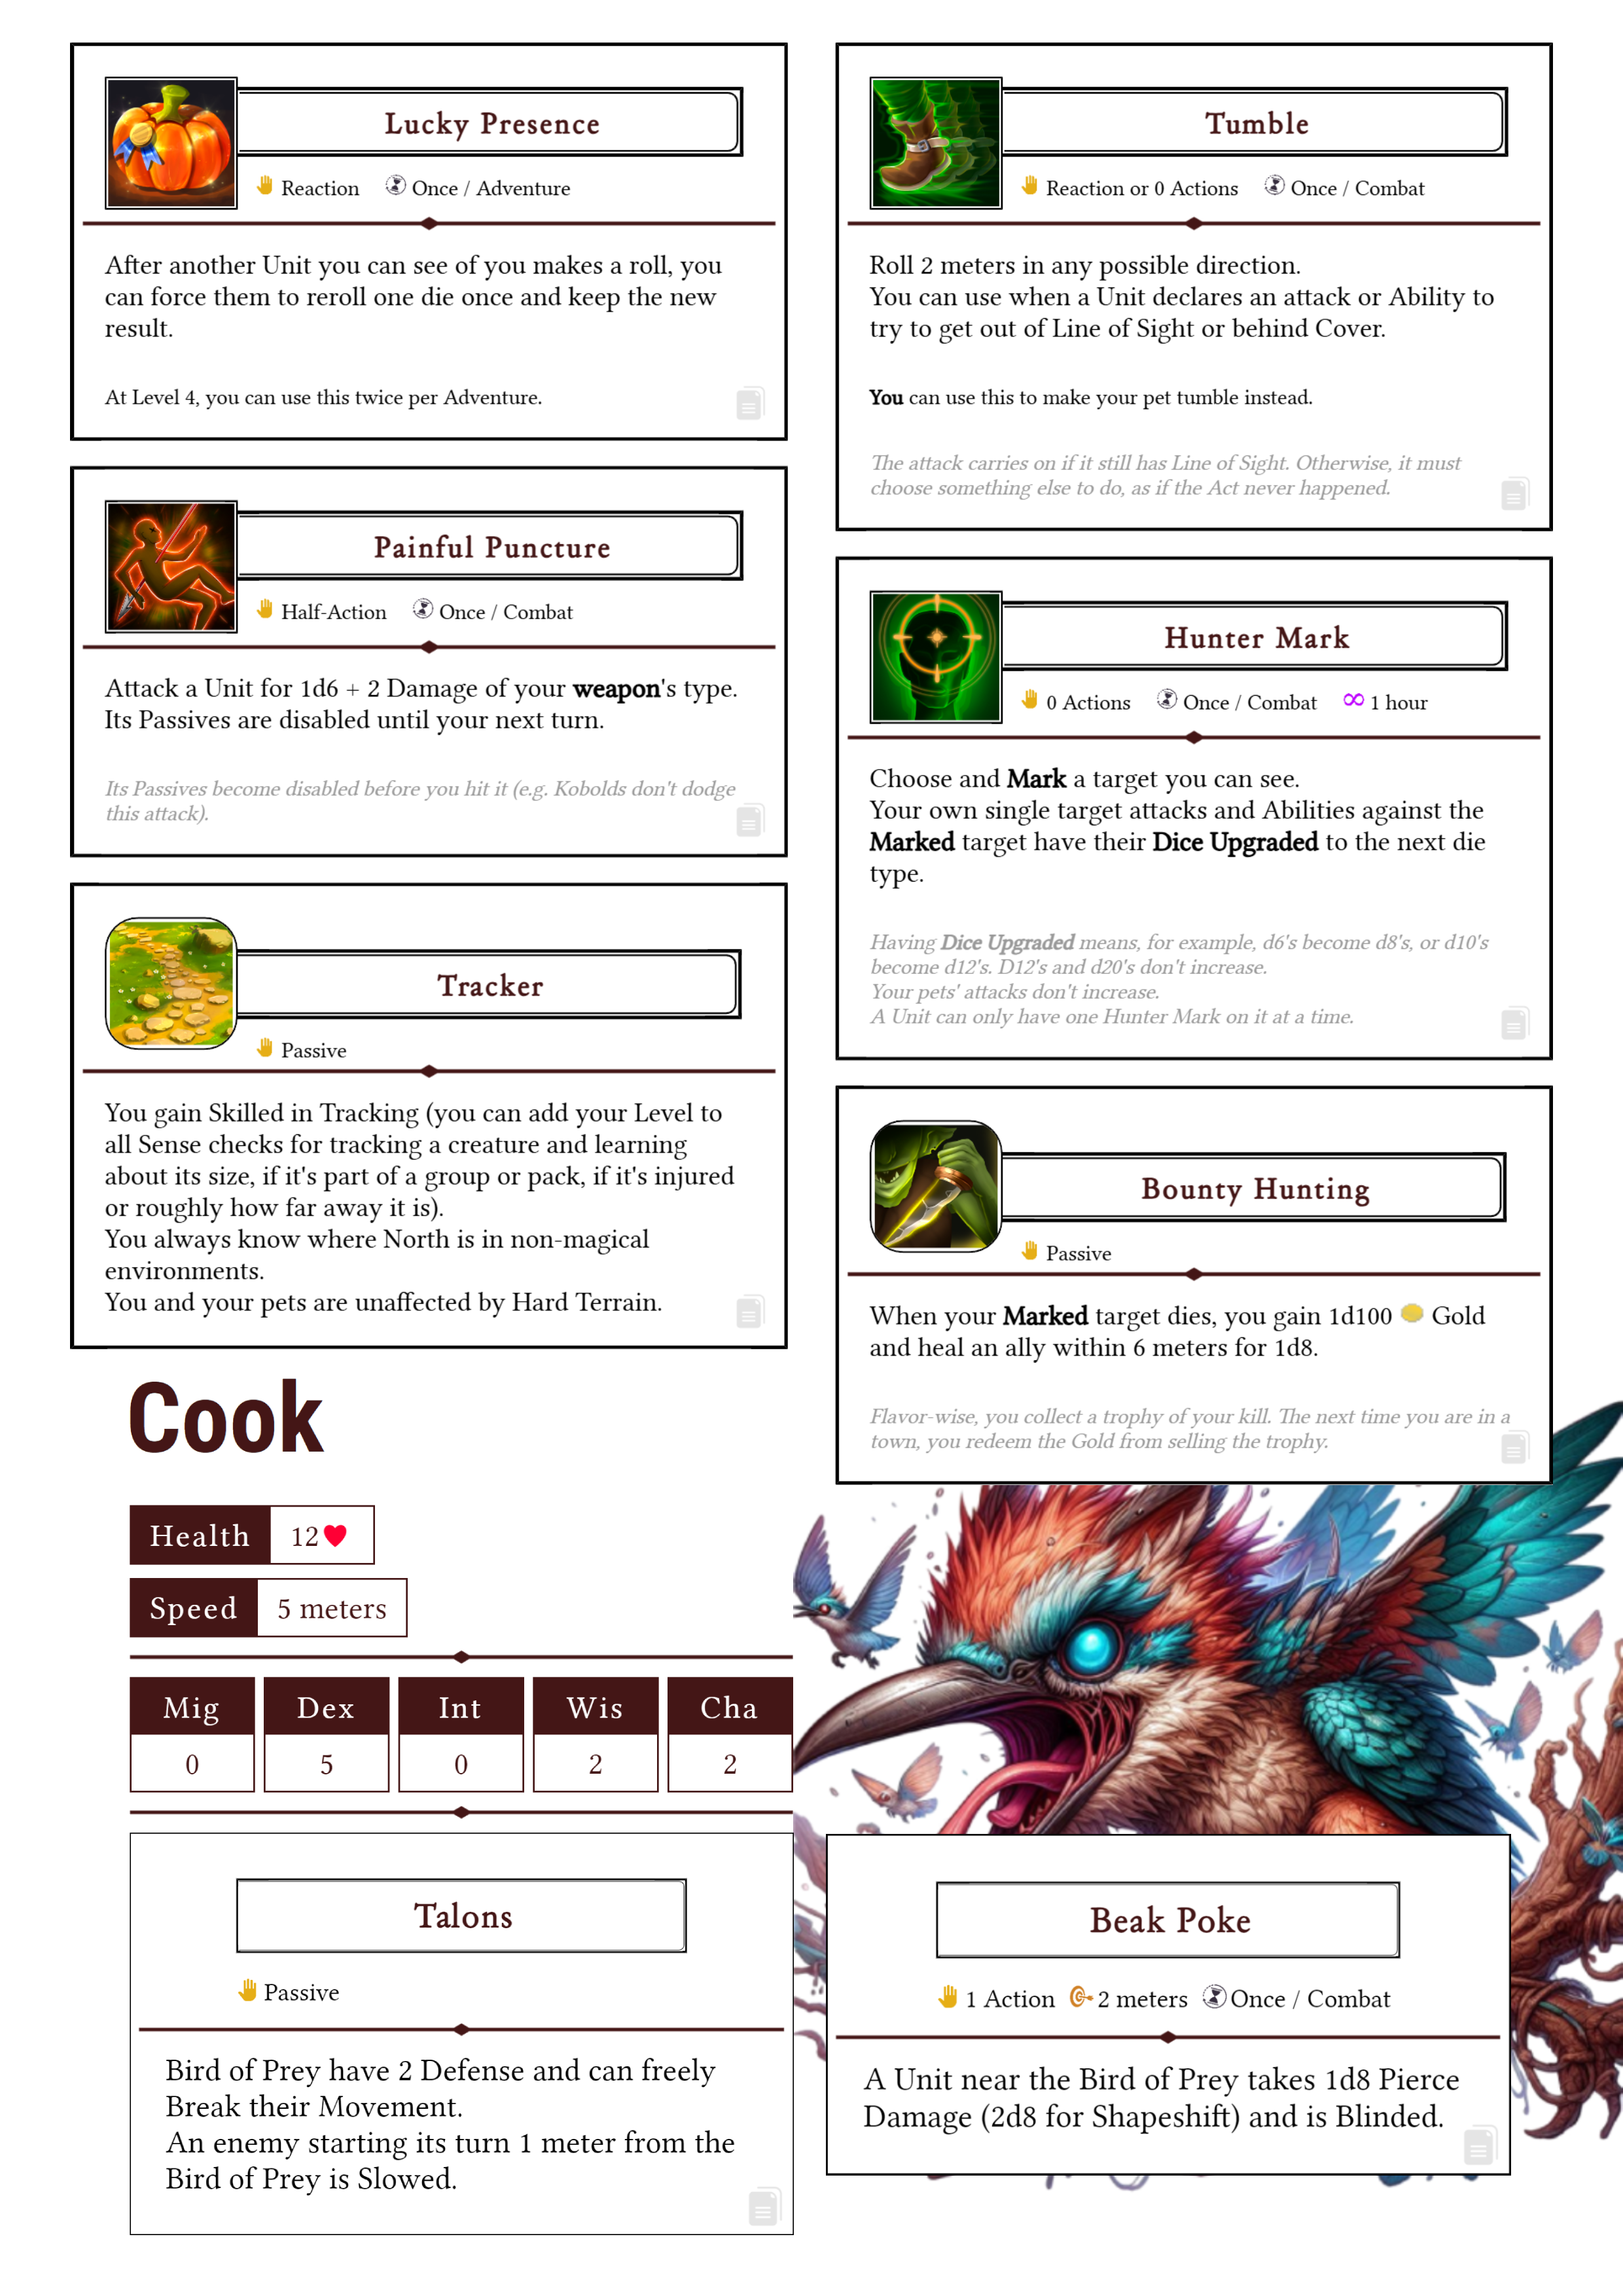 Lucky Presence
Reaction Once / Adventure
After another Unit you can see of you makes a roll, you
can force them to reroll one die once and keep the new
result.
At Level 4, you can use this twice per Adventure.
Painful Puncture
Half-Action Once / Combat
Attack a Unit for 1d6 + 2 Damage of your weapon's type.
Its Passives are disabled until your next turn.
Its Passives become disabled before you hit it (e.g. Kobolds don't dodge
this attack).
Tracker
Passive
You gain Skilled in Tracking (you can add your Level to
all Sense checks for tracking a creature and learning
about its size, if it's part of a group or pack, if it's injured
or roughly how far away it is).
You always know where North is in non-magical
environments.
You and your pets are unaffected by Hard Terrain.
Tumble
Reaction or 0 Actions Once / Combat
Roll 2 meters in any possible direction.
You can use when a Unit declares an attack or Ability to
try to get out of Line of Sight or behind Cover.
You can use this to make your pet tumble instead.
The attack carries on if it still has Line of Sight. Otherwise, it must
choose something else to do, as if the Act never happened.
Hunter Mark
0 Actions Once / Combat 1 hour
Choose and Mark a target you can see.
Your own single target attacks and Abilities against the
Marked target have their Dice Upgraded to the next die
type.
Having Dice Upgraded means, for example, d6's become d8's, or d10's
become d12's. D12's and d20's don't increase.
Your pets' attacks don't increase.
A Unit can only have one Hunter Mark on it at a time.
Bounty Hunting
Passive
When your Marked target dies, you gain 1d100 Gold
and heal an ally within 6 meters for 1d8.
Flavor-wise, you collect a trophy of your kill. The next time you are in a
town, you redeem the Gold from selling the trophy.
Cook
Health 12
Speed 5 meters
Mig Dex Int Wis Cha
0 5 0 2 2
Talons
Passive
Bird of Prey have 2 Defense and can freely
Break their Movement.
An enemy starting its turn 1 meter from the
Bird of Prey is Slowed.
Beak Poke
1 Action 2 meters Once / Combat
A Unit near the Bird of Prey takes 1d8 Pierce
Damage (2d8 for Shapeshift) and is Blinded.